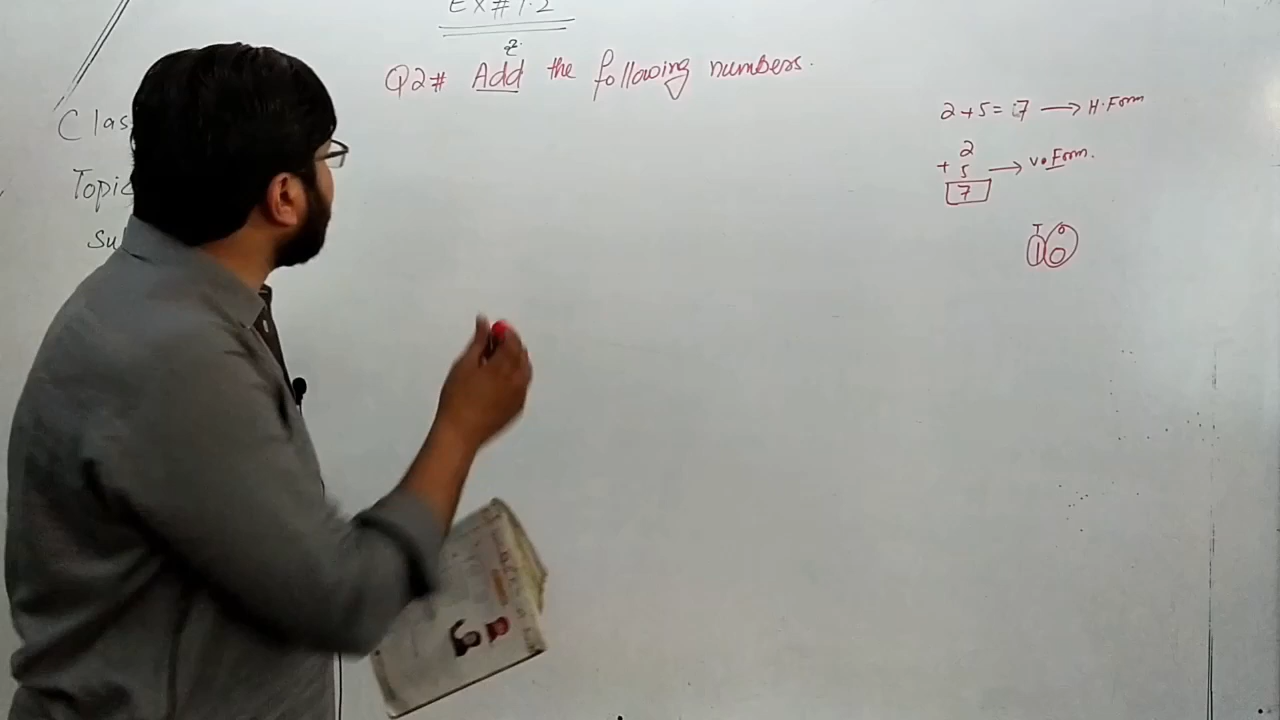 Ex # 1.2
Q2# Add the following numbers.
Clas
Topic
Su
2+5=7 → H.Form
2
+ 5 → V.Form.
7
T O
1 0